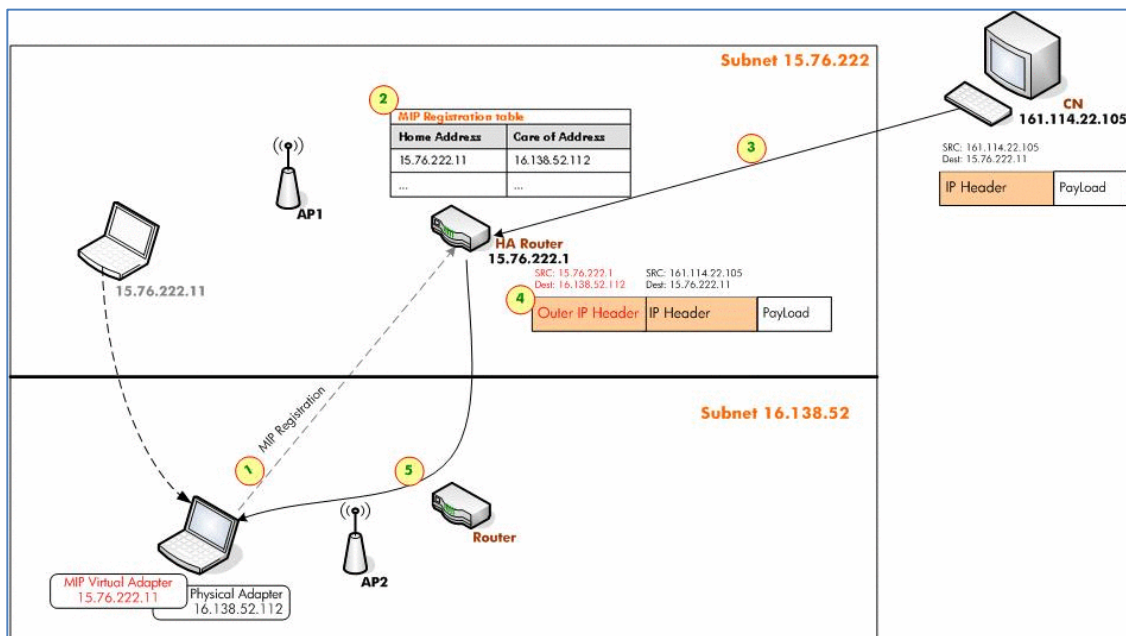 Subnet 15.76.222
CN
161.114.22.105
SRC: 161.114.22.105
Dest: 15.76.222.11
IP Header
PayLoad
2
MIP Registration table
Home Address
Care of Address
15.76.222.11
16.138.52.112
...
...
3
AP1
15.76.222.11
HA Router
15.76.222.1
SRC: 15.76.222.1
Dest: 16.138.52.112
SRC: 161.114.22.105
Dest: 15.76.222.11
4
Outer IP Header
IP Header
PayLoad
MIP Registration
Subnet 16.138.52
1
5
Router
AP2
MIP Virtual Adapter
15.76.222.11
Physical Adapter
16.138.52.112